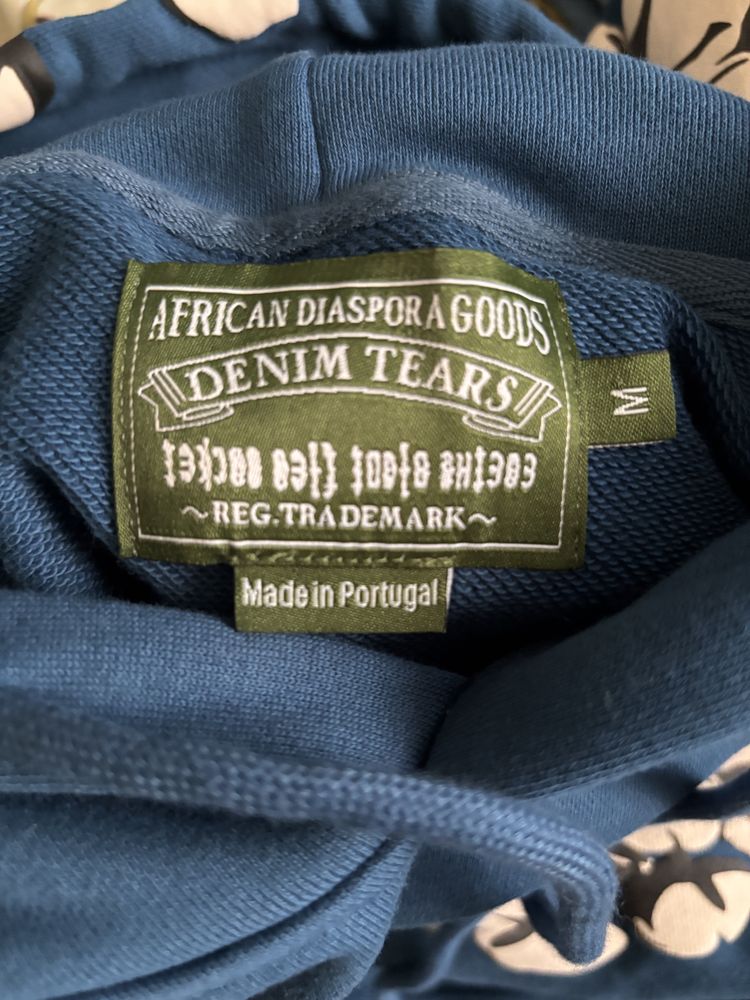 AFRICAN DIASPORA GOODS
DENIM TEARS
~REG.TRADEMARK~
M
Made in Portugal